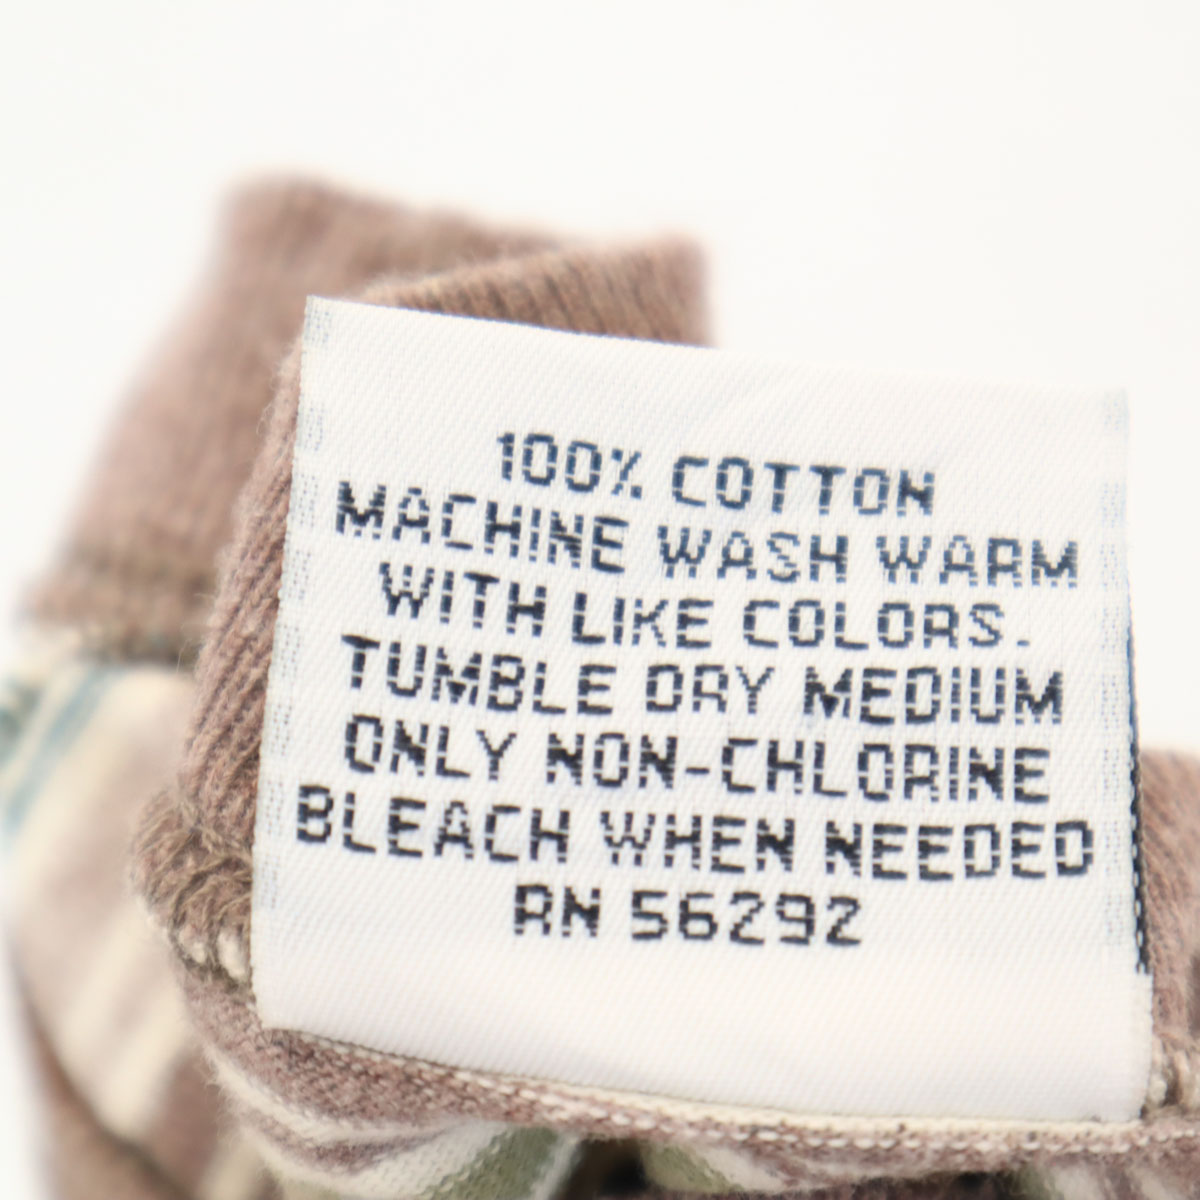 100% COTTON
MACHINE WASH WARM
WITH LIKE COLORS.
TUMBLE DRY MEDIUM
ONLY NON-CHLORINE
BLEACH WHEN NEEDED
RN 56292